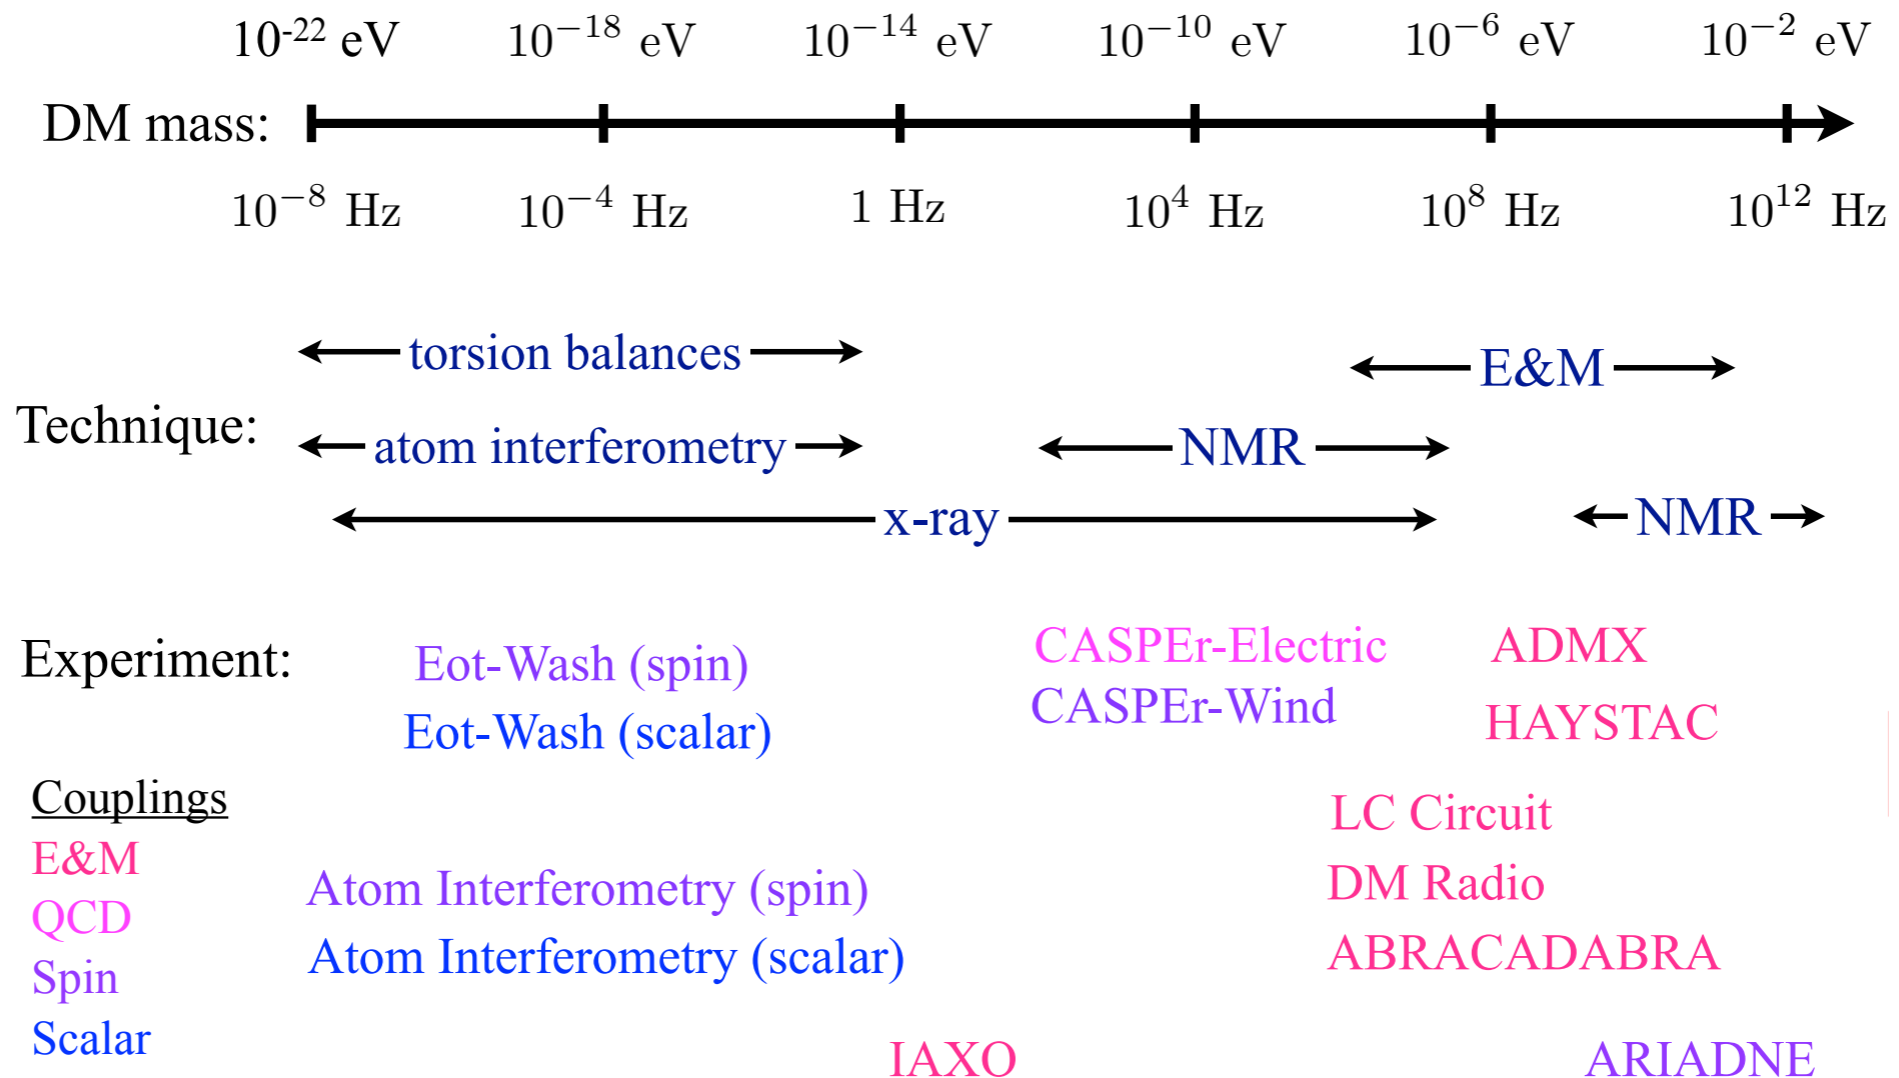 10⁻²² eV 10⁻¹⁸ eV 10⁻¹⁴ eV 10⁻¹⁰ eV 10⁻⁶ eV 10⁻² eV
DM mass:
10⁻⁸ Hz 10⁻⁴ Hz 1 Hz 10⁴ Hz 10⁸ Hz 10¹² Hz
torsion balances E&M
Technique: atom interferometry NMR
x-ray NMR
Experiment: Eot-Wash (spin) CASPEr-Electric ADMX
Eot-Wash (scalar) CASPEr-Wind HAYSTAC
Couplings LC Circuit
E&M Atom Interferometry (spin) DM Radio
QCD
Spin Atom Interferometry (scalar) ABRACADABRA
Scalar IAXO ARIADNE